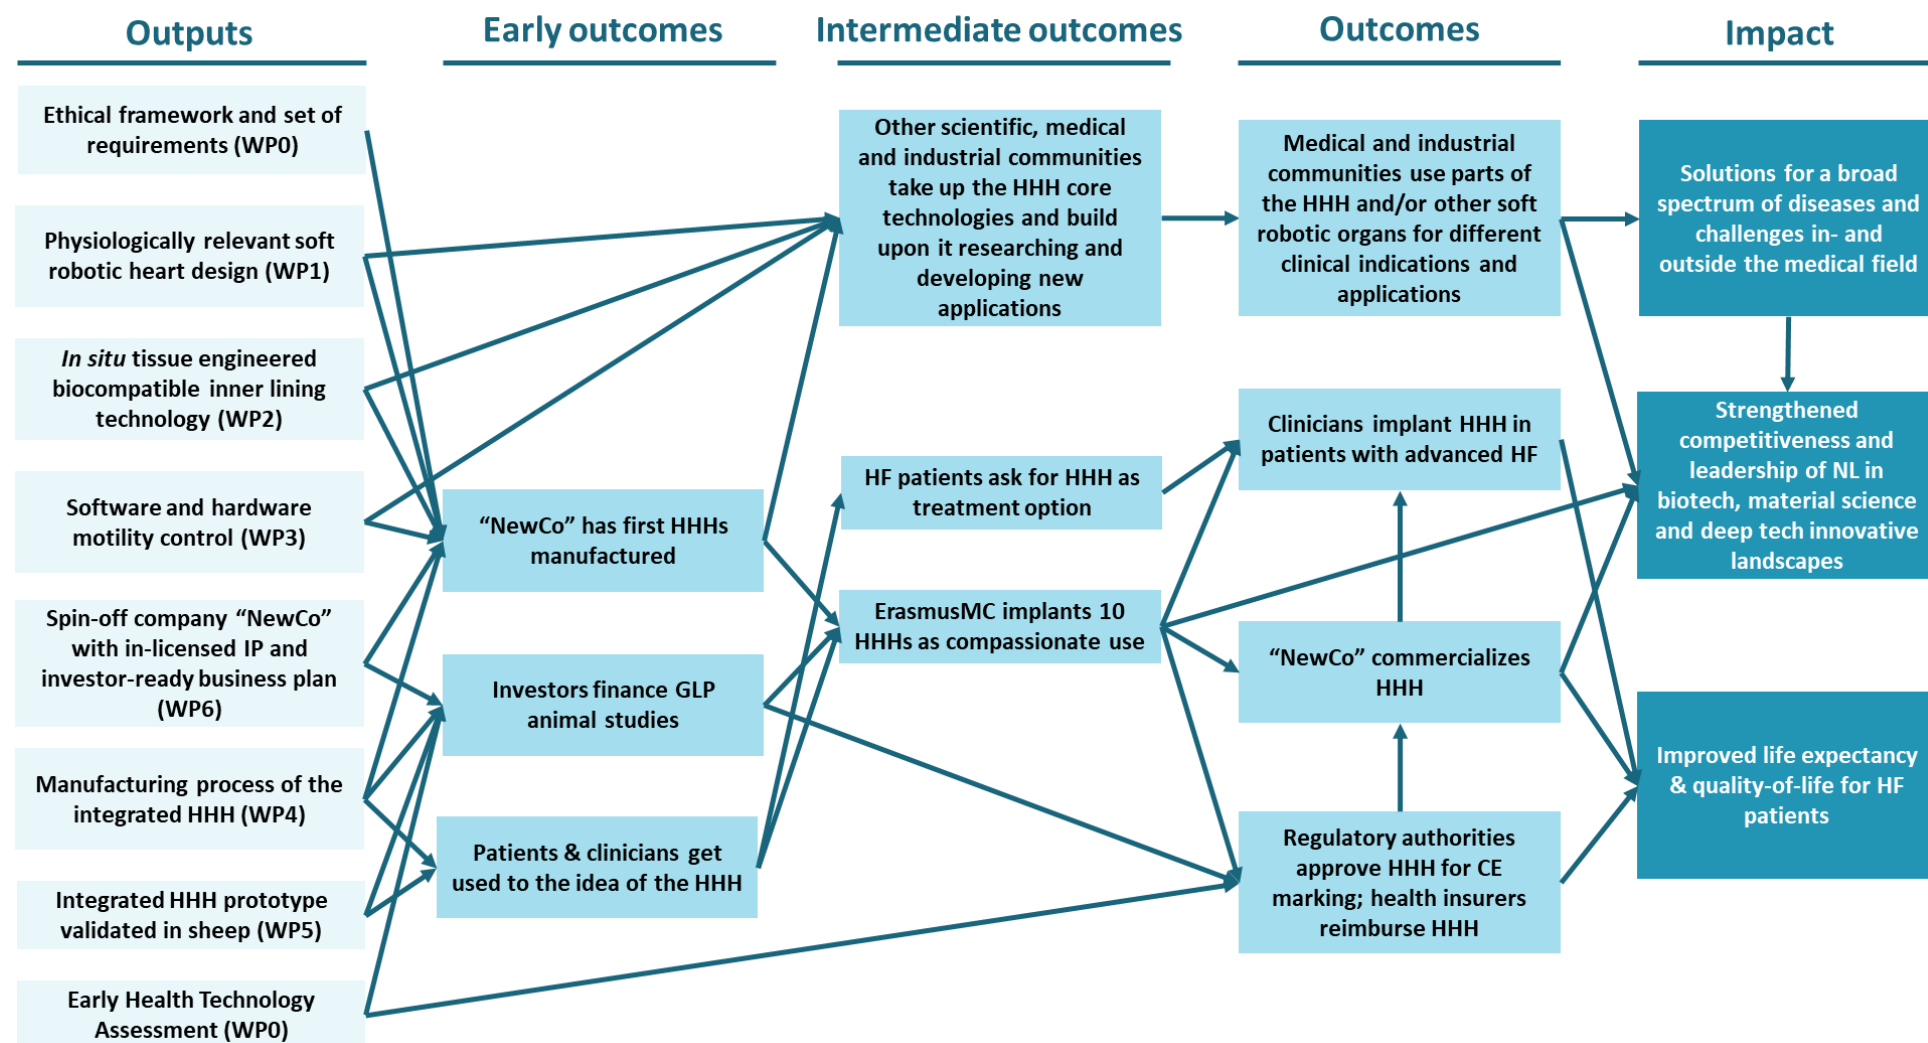 Outputs
Early outcomes
Intermediate outcomes
Outcomes
Impact
Ethical framework and set of
requirements (WP0)
Physiologically relevant soft
robotic heart design (WP1)
In situ tissue engineered
biocompatible inner lining
technology (WP2)
Software and hardware
motility control (WP3)
Spin-off company “NewCo”
with in-licensed IP and
investor-ready business plan
(WP6)
Manufacturing process of the
integrated HHH (WP4)
Integrated HHH prototype
validated in sheep (WP5)
Early Health Technology
Assessment (WP0)
“NewCo” has first HHHs
manufactured
Investors finance GLP
animal studies
Patients & clinicians get
used to the idea of the HHH
Other scientific, medical
and industrial communities
take up the HHH core
technologies and build
upon it researching and
developing new
applications
HF patients ask for HHH as
treatment option
ErasmusMC implants 10
HHHs as compassionate use
Medical and industrial
communities use parts of
the HHH and/or other soft
robotic organs for different
clinical indications and
applications
Clinicians implant HHH in
patients with advanced HF
“NewCo” commercializes
HHH
Regulatory authorities
approve HHH for CE
marking; health insurers
reimburse HHH
Solutions for a broad
spectrum of diseases and
challenges in- and
outside the medical field
Strengthened
competitiveness and
leadership of NL in
biotech, material science
and deep tech innovative
landscapes
Improved life expectancy
& quality-of-life for HF
patients